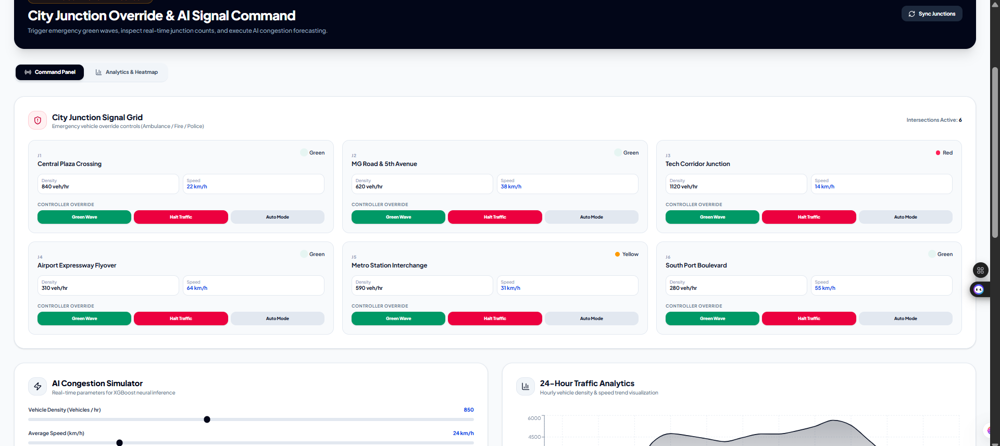 City Junction Override & AI Signal Command
Trigger emergency green waves, inspect real-time junction counts, and execute AI congestion forecasting.
Sync Junctions
Command Panel
Analytics & Heatmap
City Junction Signal Grid
Emergency vehicle override controls (Ambulance / Fire / Police)
Intersections Active: 6
J1
Green
Central Plaza Crossing
Density
840 veh/hr
Speed
22 km/h
CONTROLLER OVERRIDE
Green Wave
Halt Traffic
Auto Mode
J2
Green
MG Road & 5th Avenue
Density
620 veh/hr
Speed
38 km/h
CONTROLLER OVERRIDE
Green Wave
Halt Traffic
Auto Mode
J3
Red
Tech Corridor Junction
Density
1120 veh/hr
Speed
14 km/h
CONTROLLER OVERRIDE
Green Wave
Halt Traffic
Auto Mode
J4
Green
Airport Expressway Flyover
Density
310 veh/hr
Speed
64 km/h
CONTROLLER OVERRIDE
Green Wave
Halt Traffic
Auto Mode
J5
Yellow
Metro Station Interchange
Density
590 veh/hr
Speed
31 km/h
CONTROLLER OVERRIDE
Green Wave
Halt Traffic
Auto Mode
J6
Green
South Port Boulevard
Density
280 veh/hr
Speed
55 km/h
CONTROLLER OVERRIDE
Green Wave
Halt Traffic
Auto Mode
AI Congestion Simulator
Real-time parameters for XGBoost neural inference
Vehicle Density (Vehicles / hr)
850
Average Speed (km/h)
24 km/h
24-Hour Traffic Analytics
Hourly vehicle density & speed trend visualization
6000
4500